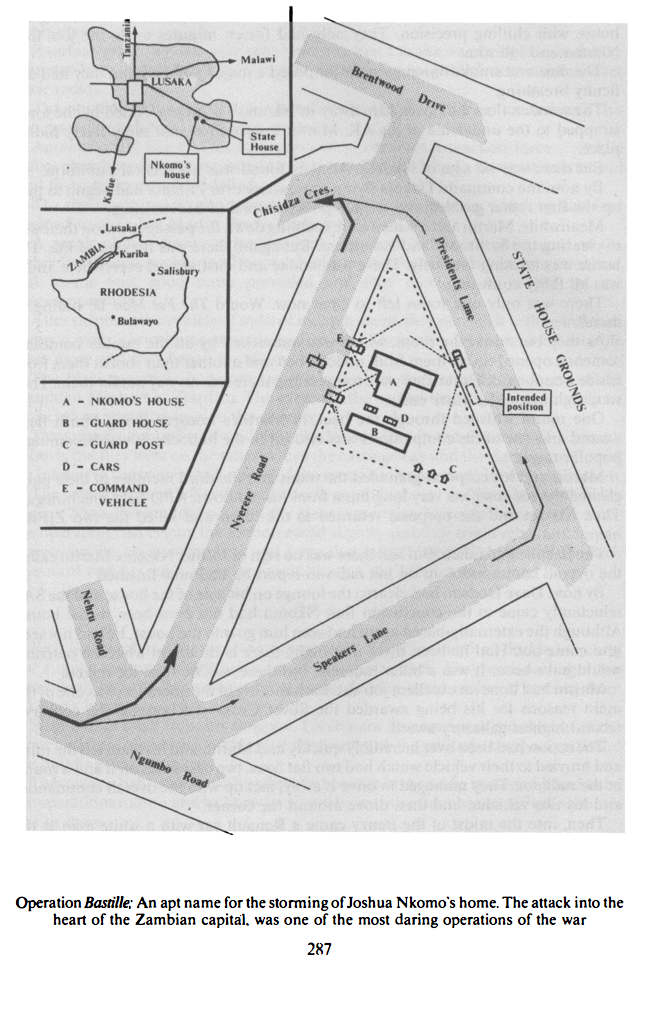 Tanzania
Malawi
LUSAKA
State
House
Nkomo's
house
Kafue
Brentwood Drive
Chisidza Cres.
Presidents Lane
STATE HOUSE GROUNDS
Lusaka
ZAMBIA
Kariba
Salisbury
RHODESIA
Bulawayo
A - NKOMO'S HOUSE
B - GUARD HOUSE
C - GUARD POST
D - CARS
E - COMMAND
VEHICLE
E
A
D
B
C
Intended
position
Nyerere Road
Nehru Road
Speakers Lane
Ngumbo Road
Operation Bastille; An apt name for the storming of Joshua Nkomo's home. The attack into the
heart of the Zambian capital, was one of the most daring operations of the war
287